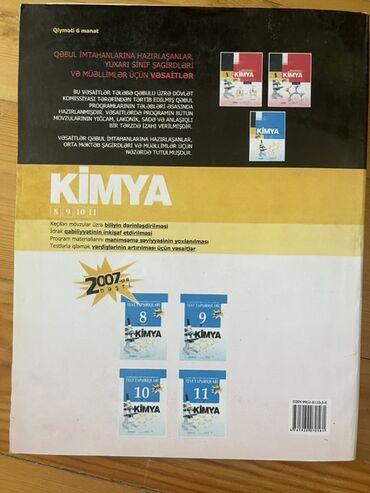 Qiyməti 6 manat
QƏBUL İMTAHANLARINA HAZIRLAŞANLAR,
YUXARI SİNİF ŞAGİRDLƏRİ
VƏ MÜƏLLİMLƏR ÜÇÜN VƏSAİTLƏR
BU VƏSAİTLƏR TƏLƏBƏ QƏBULU ÜZRƏ DÖVLƏT
KOMİSSİYASI TƏRƏFİNDƏN TƏRTİB EDİLMİŞ QƏBUL
PROQRAMLARININ TƏLƏBLƏRİ ƏSASINDA
HAZIRLANMIŞDIR. VƏSAİTLƏRDƏ PROQRAMIN BÜTÜN
MÖVZULARININ YIĞCAM, LAKONİK, SADƏ VƏ ANLAŞIQLI
BİR TƏRZDƏ İZAHI VERİLMİŞDİR.
VƏSAİTLƏR QƏBUL İMTAHANLARINA HAZIRLAŞANLAR,
ORTA MƏKTƏB ŞAGİRDLƏRİ VƏ MÜƏLLİMLƏR ÜÇÜN
NƏZƏRDƏ TUTULMUŞDUR.
KİMYA
KİMYA
KİMYA
KİMYA
8 9 10 11
Keçilən mövzular üzrə biliyin dərinləşdirilməsi
İdrak qabiliyyətinin inkişaf etdirilməsi
Proqram materiallarını mənimsəmə səviyyəsinin yoxlanılması
Testlərlə işləmək vərdişlərinin artırılması üçün vəsaitlər
2007-ci il
NƏŞRİ
TEST TAPŞIRIQLARI
8
KİMYA
TEST TAPŞIRIQLARI
9
KİMYA
TEST TAPŞIRIQLARI
10
KİMYA
TEST TAPŞIRIQLARI
11
KİMYA